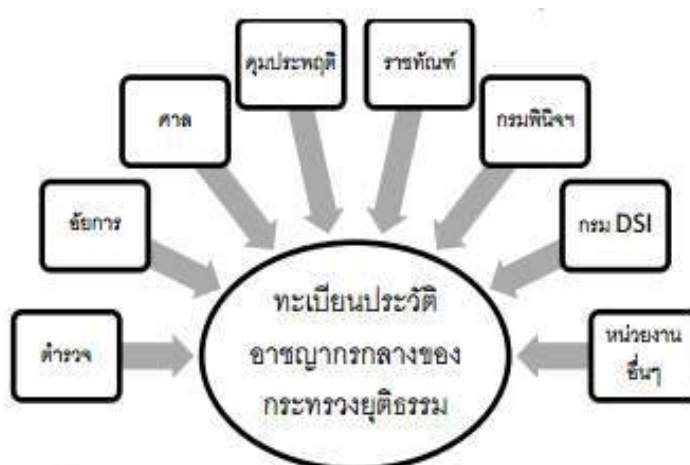 คุมประพฤติ
ราชทัณฑ์
ศาล
กรมพินิจฯ
อัยการ
กรม DSI
ตำรวจ
ทะเบียนประวัติ
อาชญากรกลางของ
กระทรวงยุติธรรม
หน่วยงาน
อื่นๆ